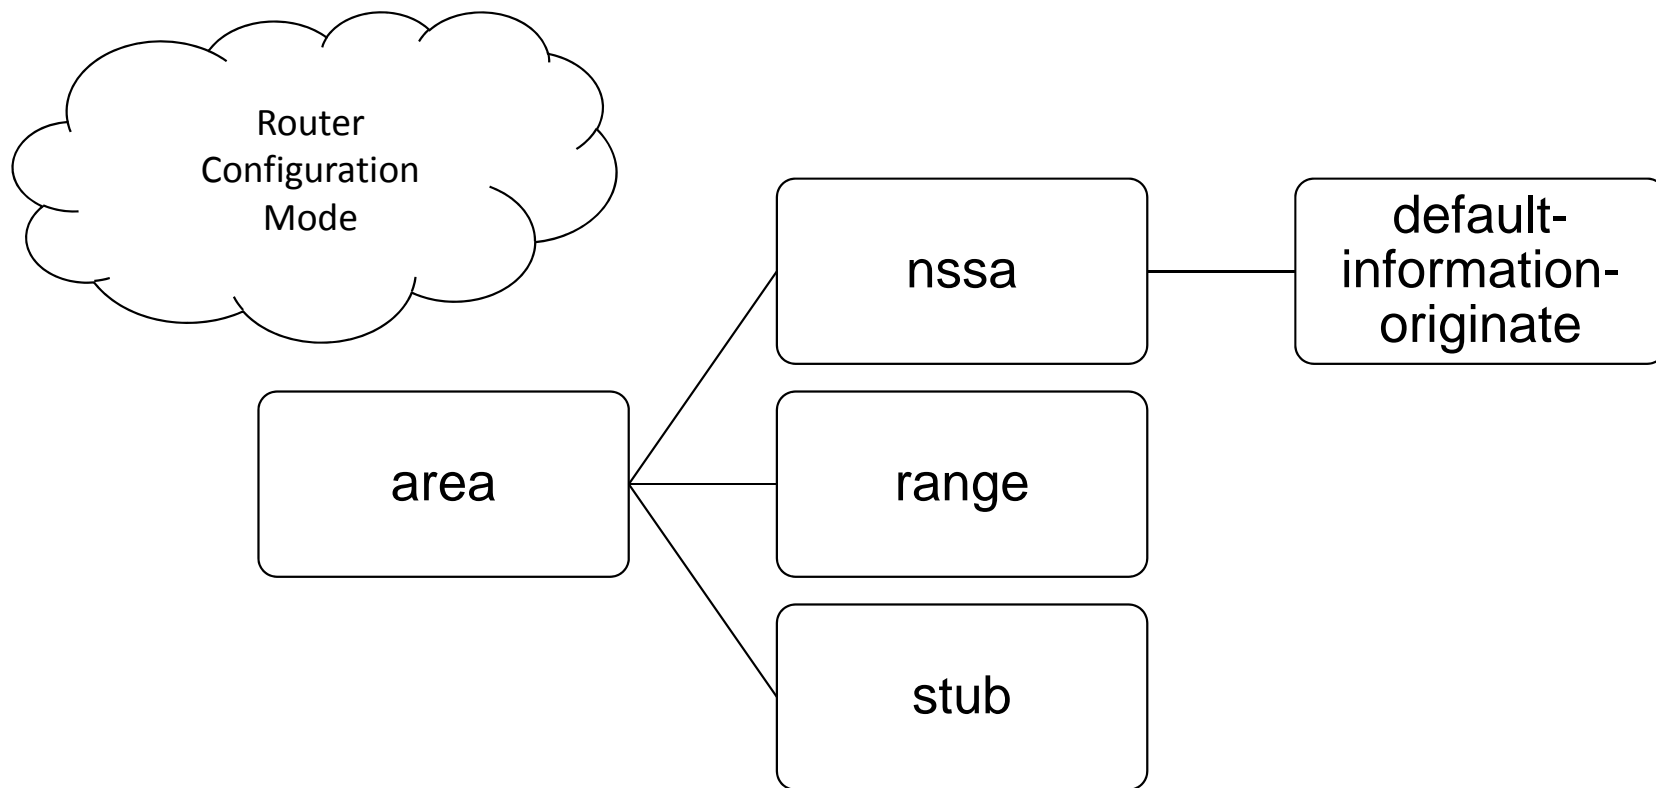 Router
Configuration
Mode
nssa
default-
information-
originate
area
range
stub